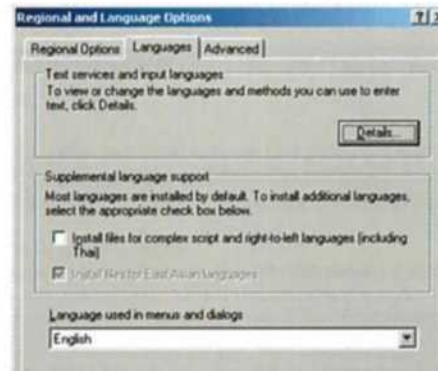 Regional and Language Options
Regional Options Languages Advanced
Text services and input languages
To view or change the languages and methods you can use to enter
text, click Details.
Details...
Supplemental language support
Most languages are installed by default. To install additional languages,
select the appropriate check box below.
Install files for complex script and right-to-left languages (including
Thai)
Install files for East Asian languages
Language used in menus and dialogs
English